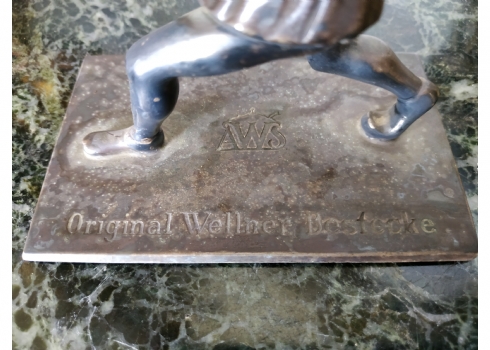 AWS
Original Wellner Bestecke